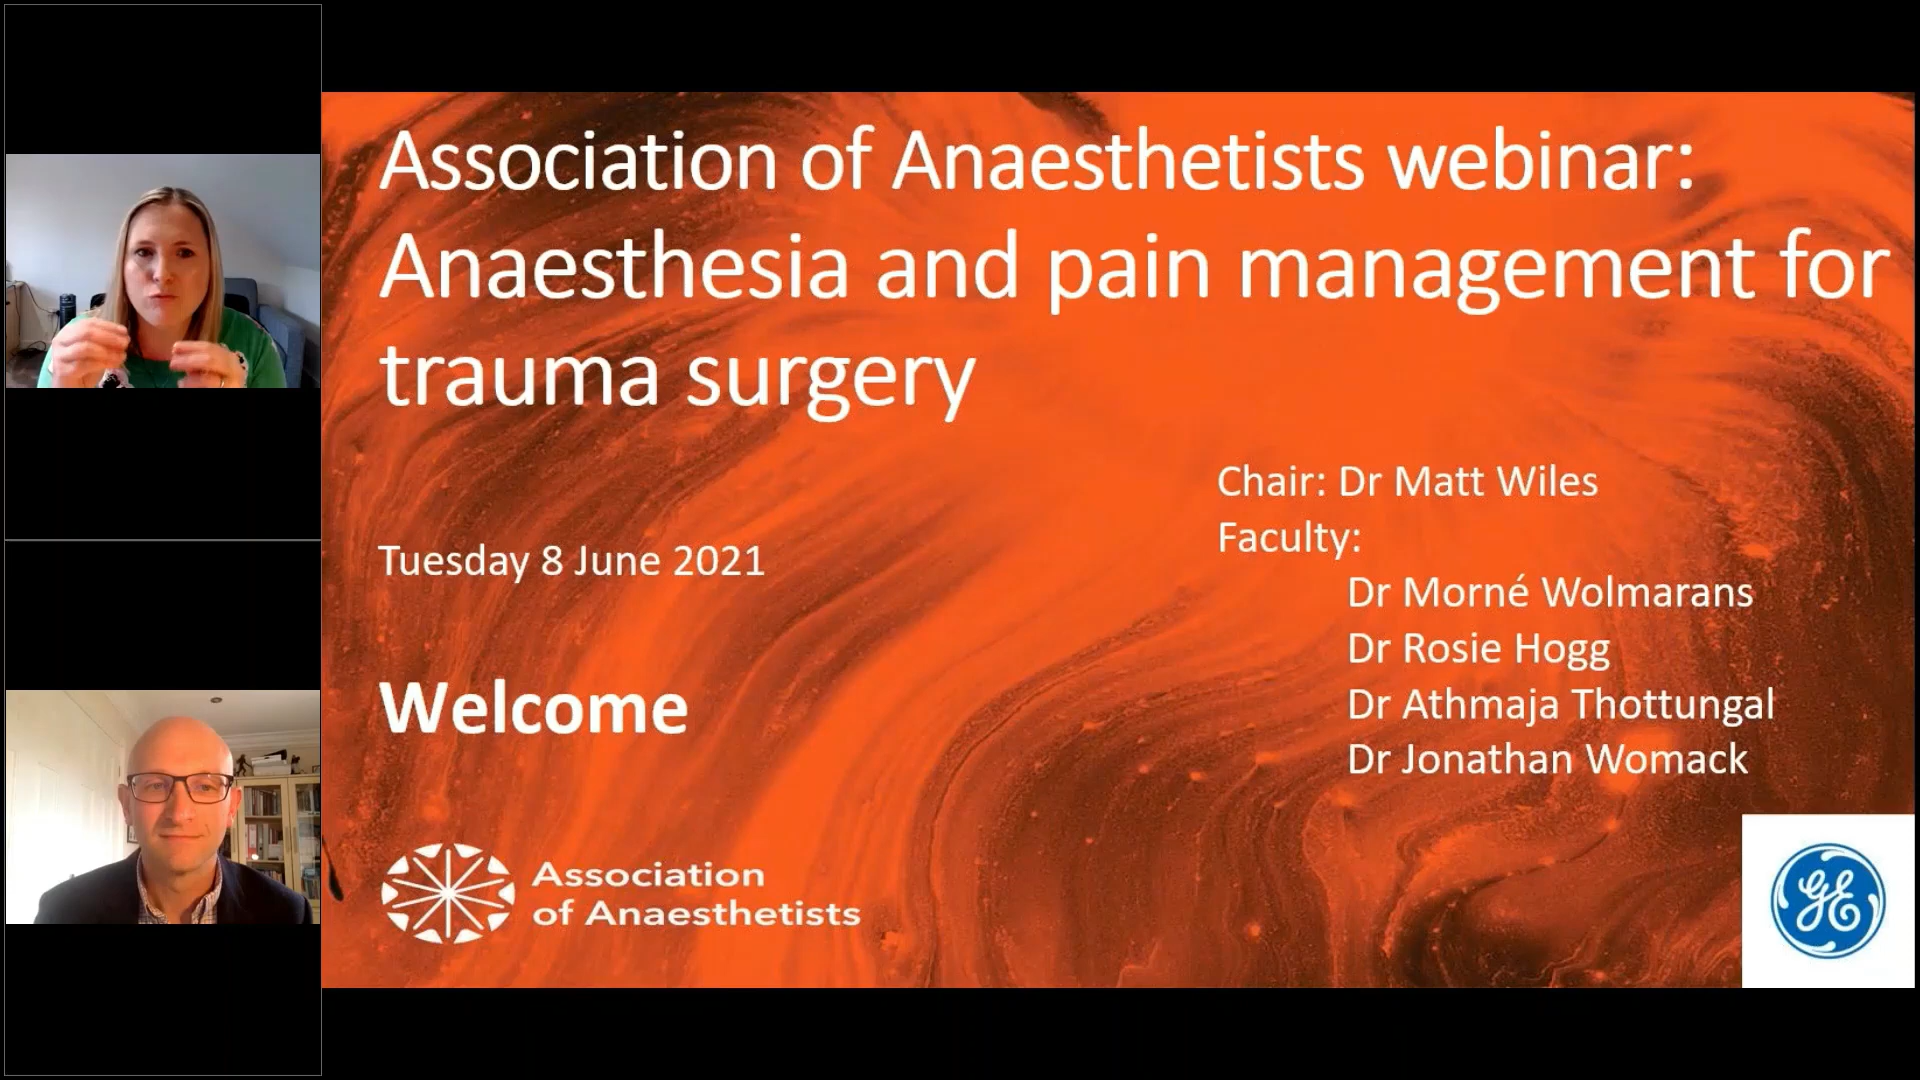 Association of Anaesthetists webinar:
Anaesthesia and pain management for
trauma surgery
Chair: Dr Matt Wiles
Faculty:
Dr Morné Wolmarans
Dr Rosie Hogg
Dr Athmaja Thottungal
Dr Jonathan Womack
Tuesday 8 June 2021
Welcome
Association
of Anaesthetists
GE